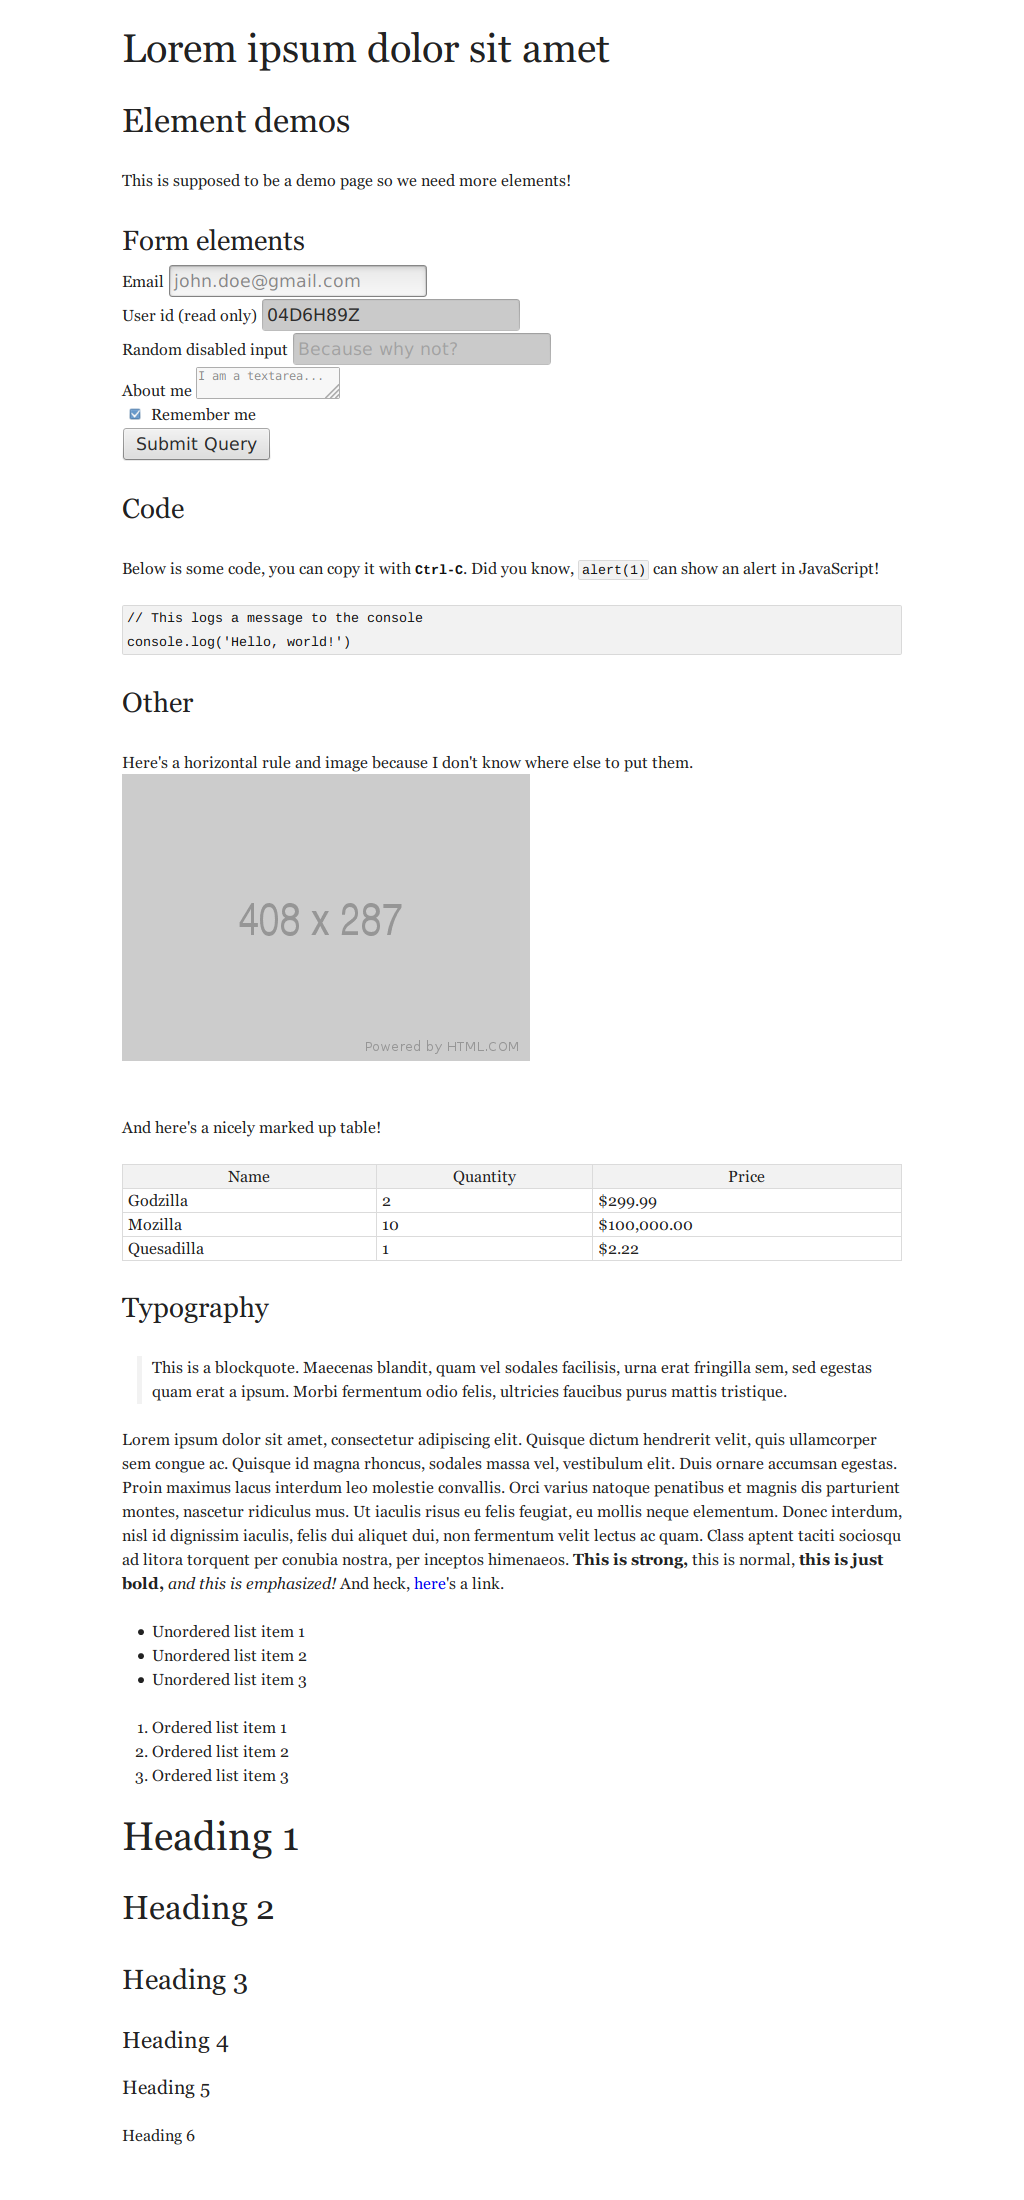 Lorem ipsum dolor sit amet
Element demos
This is supposed to be a demo page so we need more elements!
Form elements
Email john.doe@gmail.com
User id (read only) 04D6H89Z
Random disabled input Because why not?
About me I am a textarea...
Remember me
Submit Query
Code
Below is some code, you can copy it with Ctrl-C. Did you know, alert(1) can show an alert in JavaScript!
// This logs a message to the console
console.log('Hello, world!')
Other
Here's a horizontal rule and image because I don't know where else to put them.
408 x 287
Powered by HTML.COM
And here's a nicely marked up table!
Name Quantity Price
Godzilla 2 $299.99
Mozilla 10 $100,000.00
Quesadilla 1 $2.22
Typography
This is a blockquote. Maecenas blandit, quam vel sodales facilisis, urna erat fringilla sem, sed egestas
quam erat a ipsum. Morbi fermentum odio felis, ultricies faucibus purus mattis tristique.
Lorem ipsum dolor sit amet, consectetur adipiscing elit. Quisque dictum hendrerit velit, quis ullamcorper
sem congue ac. Quisque id magna rhoncus, sodales massa vel, vestibulum elit. Duis ornare accumsan egestas.
Proin maximus lacus interdum leo molestie convallis. Orci varius natoque penatibus et magnis dis parturient
montes, nascetur ridiculus mus. Ut iaculis risus eu felis feugiat, eu mollis neque elementum. Donec interdum,
nisl id dignissim iaculis, felis dui aliquet dui, non fermentum velit lectus ac quam. Class aptent taciti sociosqu
ad litora torquent per conubia nostra, per inceptos himenaeos. This is strong, this is normal, this is just
bold, and this is emphasized! And heck, here's a link.
• Unordered list item 1
• Unordered list item 2
• Unordered list item 3
1. Ordered list item 1
2. Ordered list item 2
3. Ordered list item 3
Heading 1
Heading 2
Heading 3
Heading 4
Heading 5
Heading 6